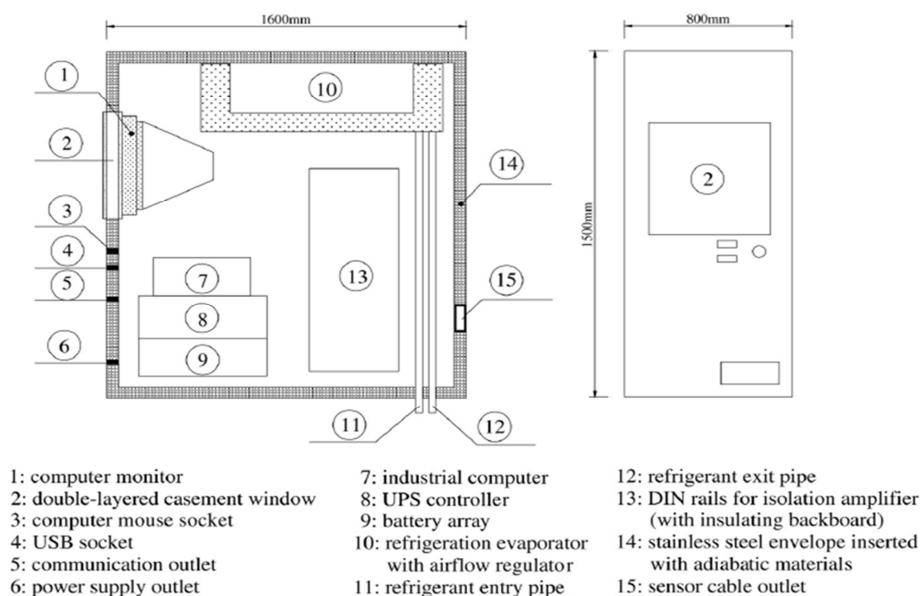 1600mm
800mm
1
2
3
4
5
6
7
8
9
10
11
12
13
14
15
1500mm
2
1: computer monitor
2: double-layered casement window
3: computer mouse socket
4: USB socket
5: communication outlet
6: power supply outlet
7: industrial computer
8: UPS controller
9: battery array
10: refrigeration evaporator
with airflow regulator
11: refrigerant entry pipe
12: refrigerant exit pipe
13: DIN rails for isolation amplifier
(with insulating backboard)
14: stainless steel envelope inserted
with adiabatic materials
15: sensor cable outlet